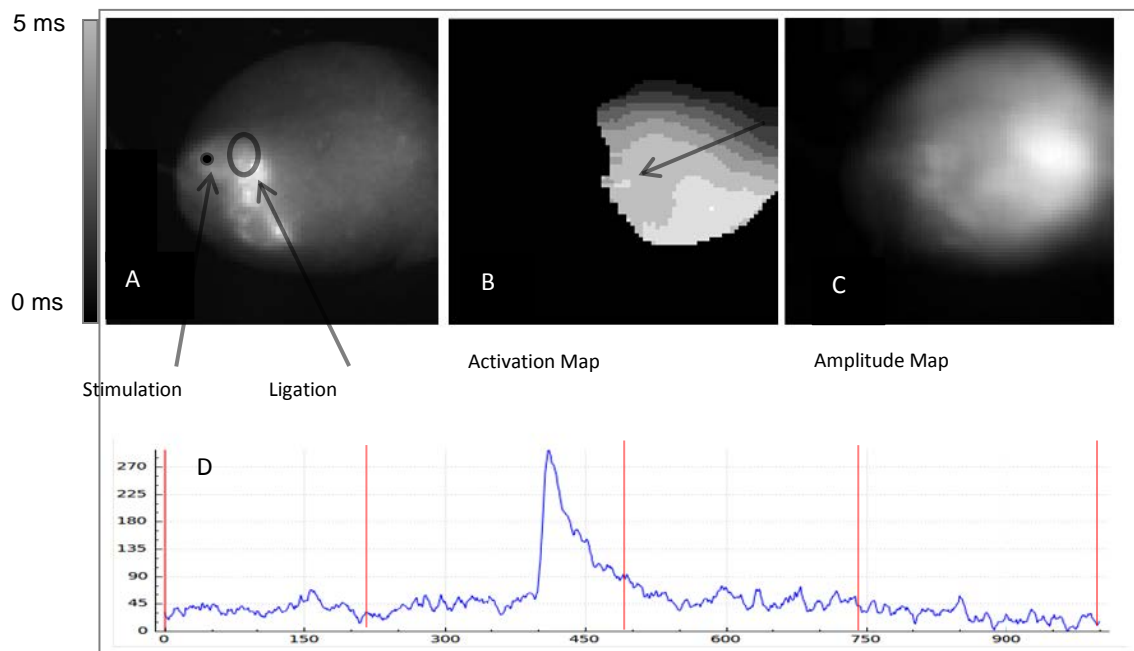 5 ms
0 ms
A
B
C
Stimulation
Ligation
Activation Map
Amplitude Map
D
270
225
180
135
90
45
0
0 150 300 450 600 750 900